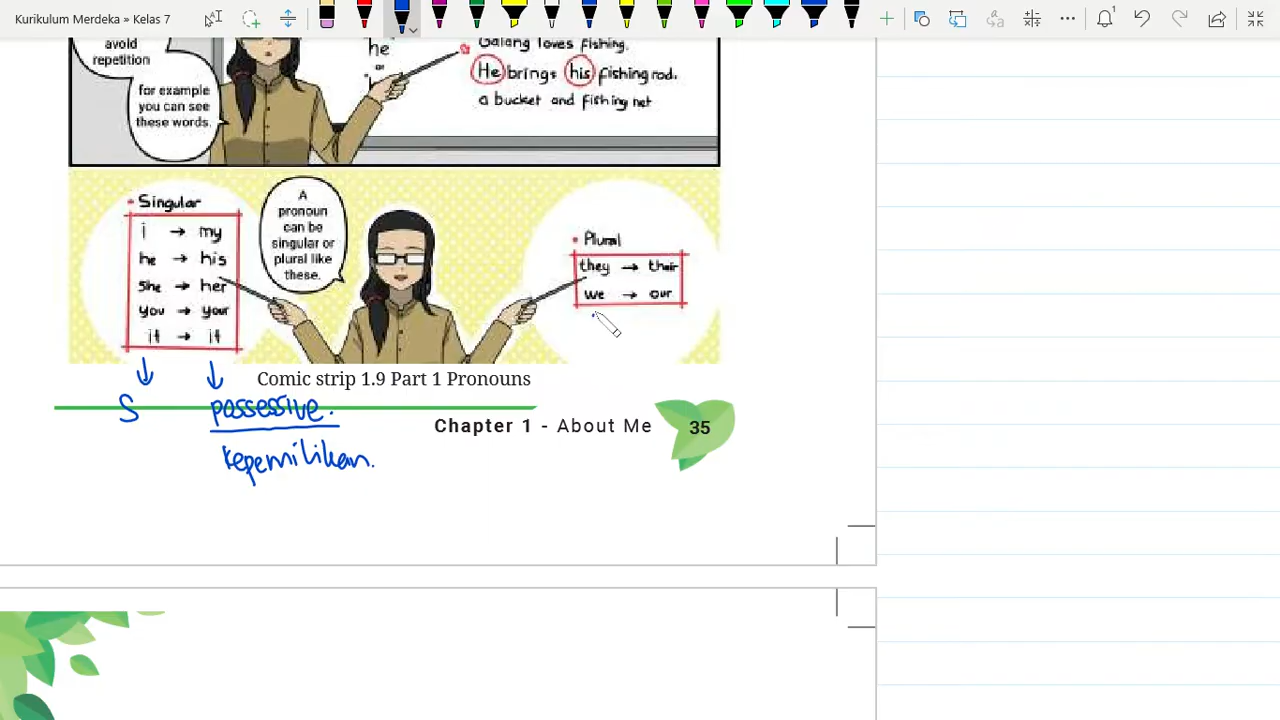 Kurikulum Merdeka » Kelas 7
1
avoid
repetition
he
or
Galang loves fishing.
for example
you can see
these words.
He brings his fishing rod.
a bucket and fishing net
Singular
i → my
he → his
she → her
you → your
it → it
A
pronoun
can be
singular or
plural like
these.
Plural
they → their
we → our
Comic strip 1.9 Part 1 Pronouns
S
possessive.
kepemilikan.
Chapter 1 - About Me
35